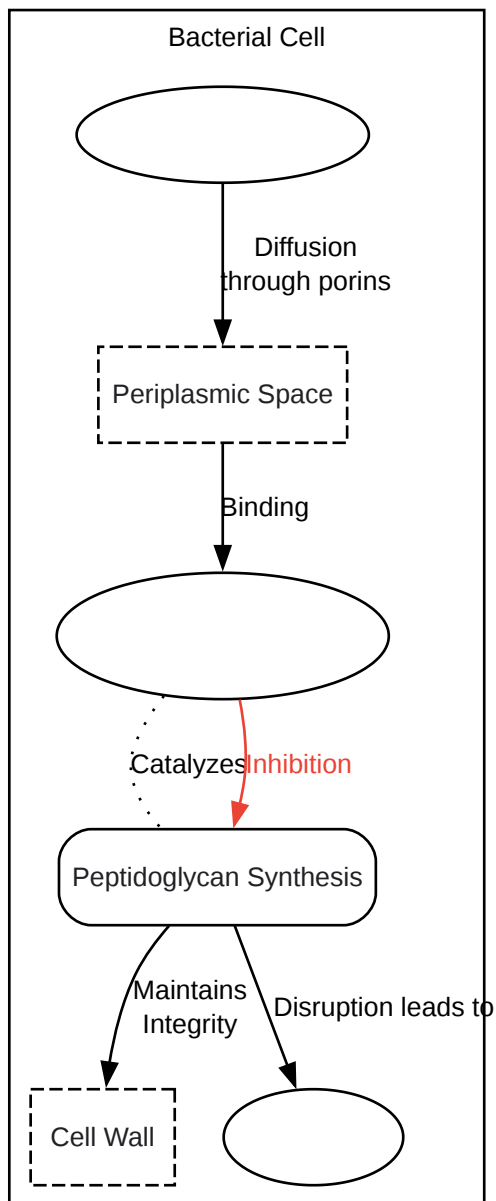 Bacterial Cell
Diffusion
through porins
Periplasmic Space
Binding
Catalyzes
Inhibition
Peptidoglycan Synthesis
Maintains
Integrity
Disruption leads to
Cell Wall